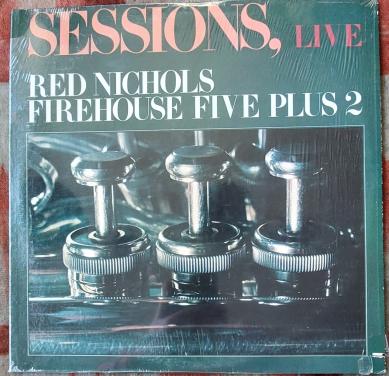 SESSIONS, LIVE
RED NICHOLS
FIREHOUSE FIVE PLUS 2